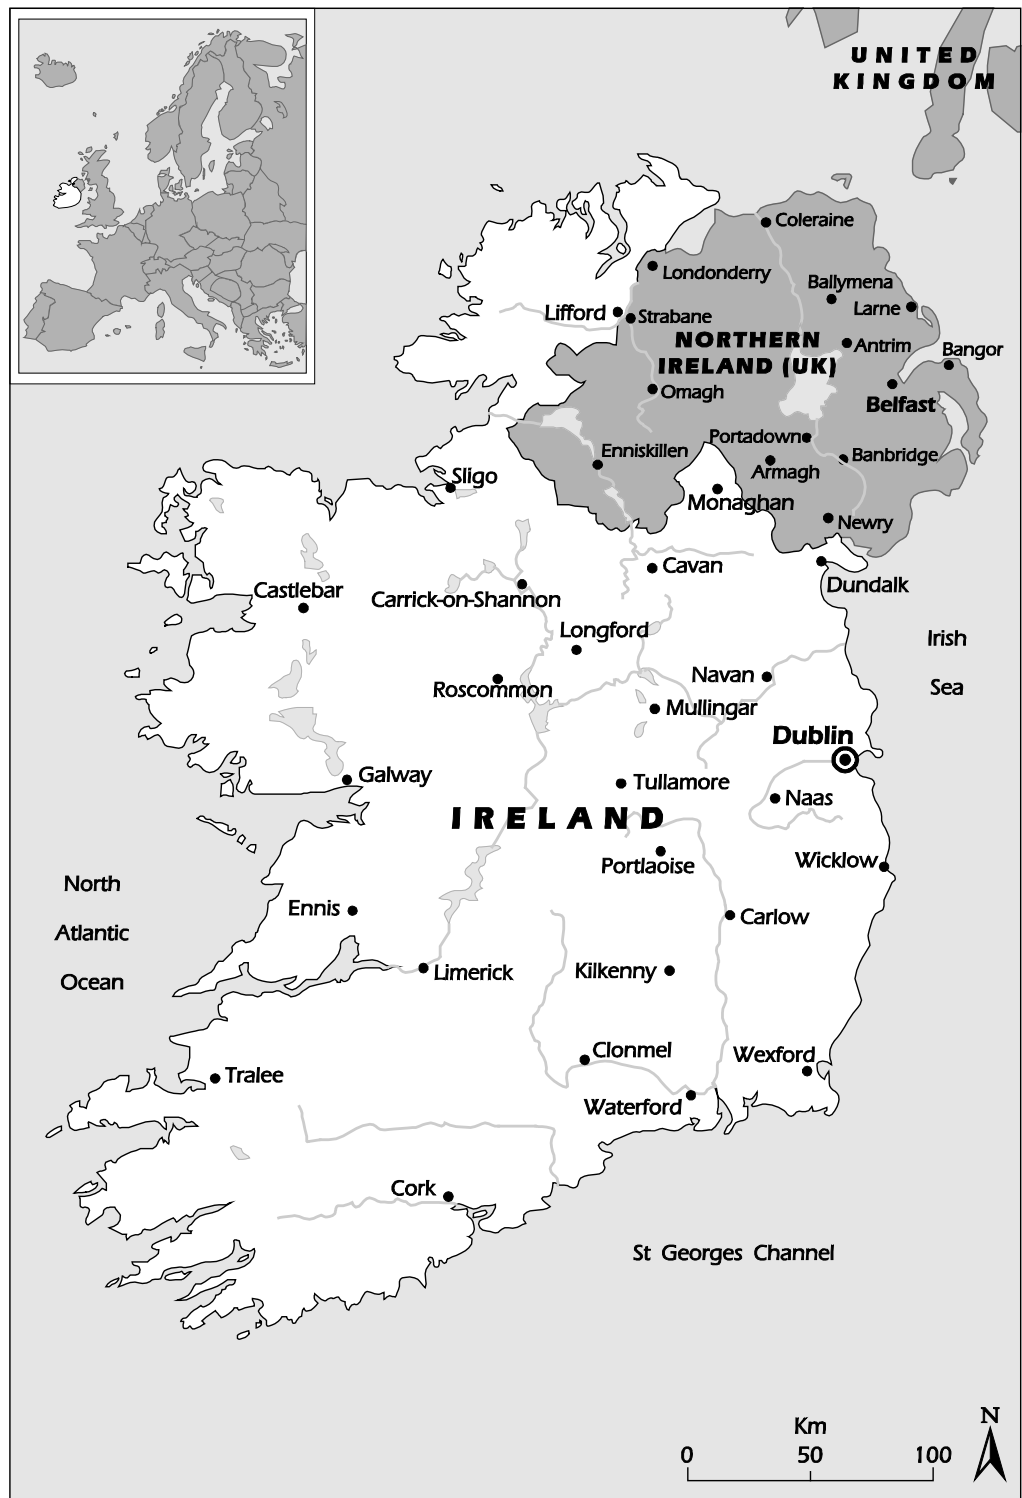 UNITED
KINGDOM
Coleraine
Londonderry
Ballymena
Larne
Lifford
Strabane
NORTHERN
IRELAND (UK)
Antrim
Bangor
Omagh
Belfast
Portadown
Enniskillen
Banbridge
Armagh
Sligo
Monaghan
Newry
Cavan
Dundalk
Castlebar
Carrick-on-Shannon
Longford
Irish
Sea
Navan
Roscommon
Mullingar
Dublin
Galway
Tullamore
Naas
IRELAND
Portlaoise
Wicklow
North
Atlantic
Ocean
Ennis
Carlow
Limerick
Kilkenny
Clonmel
Wexford
Tralee
Waterford
Cork
St Georges Channel
N
Km
0 50 100